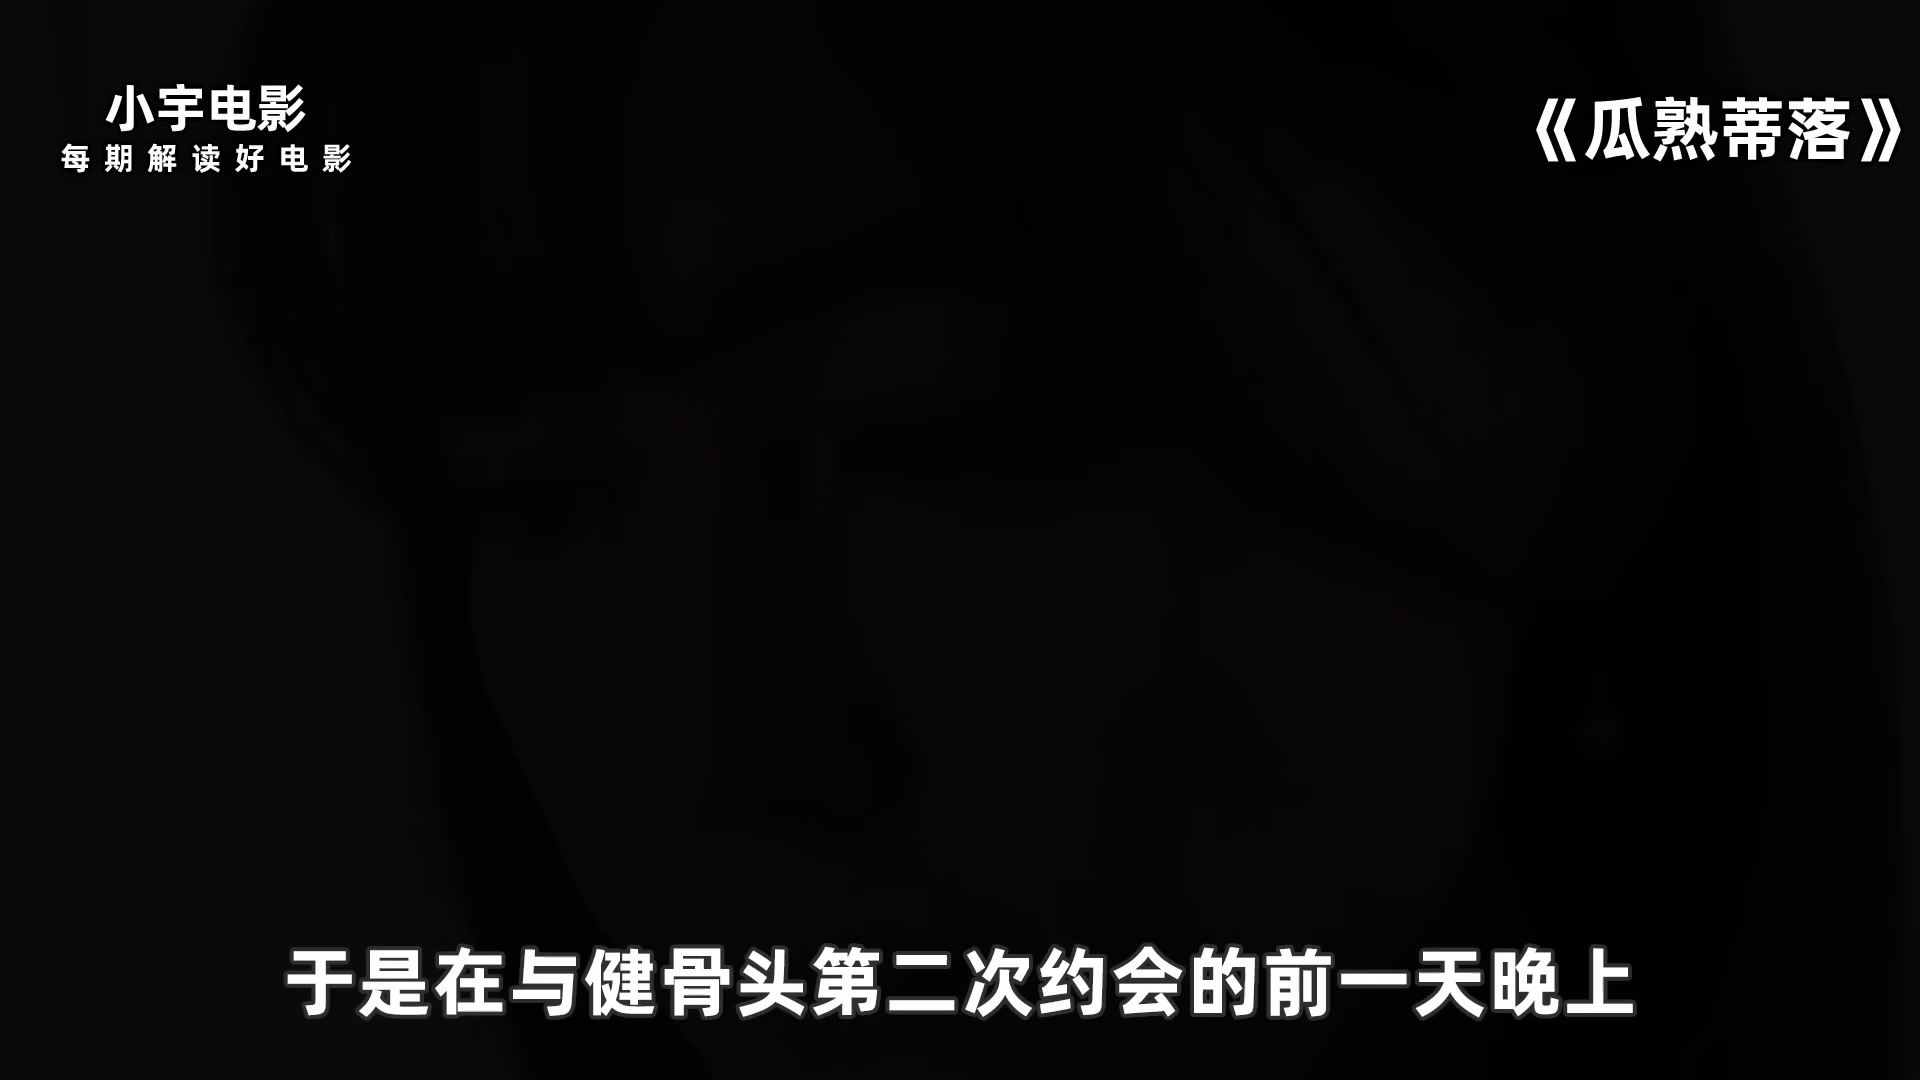 小宇电影
每期解读好电影
《瓜熟蒂落》
于是在与健骨头第二次约会的前一天晚上